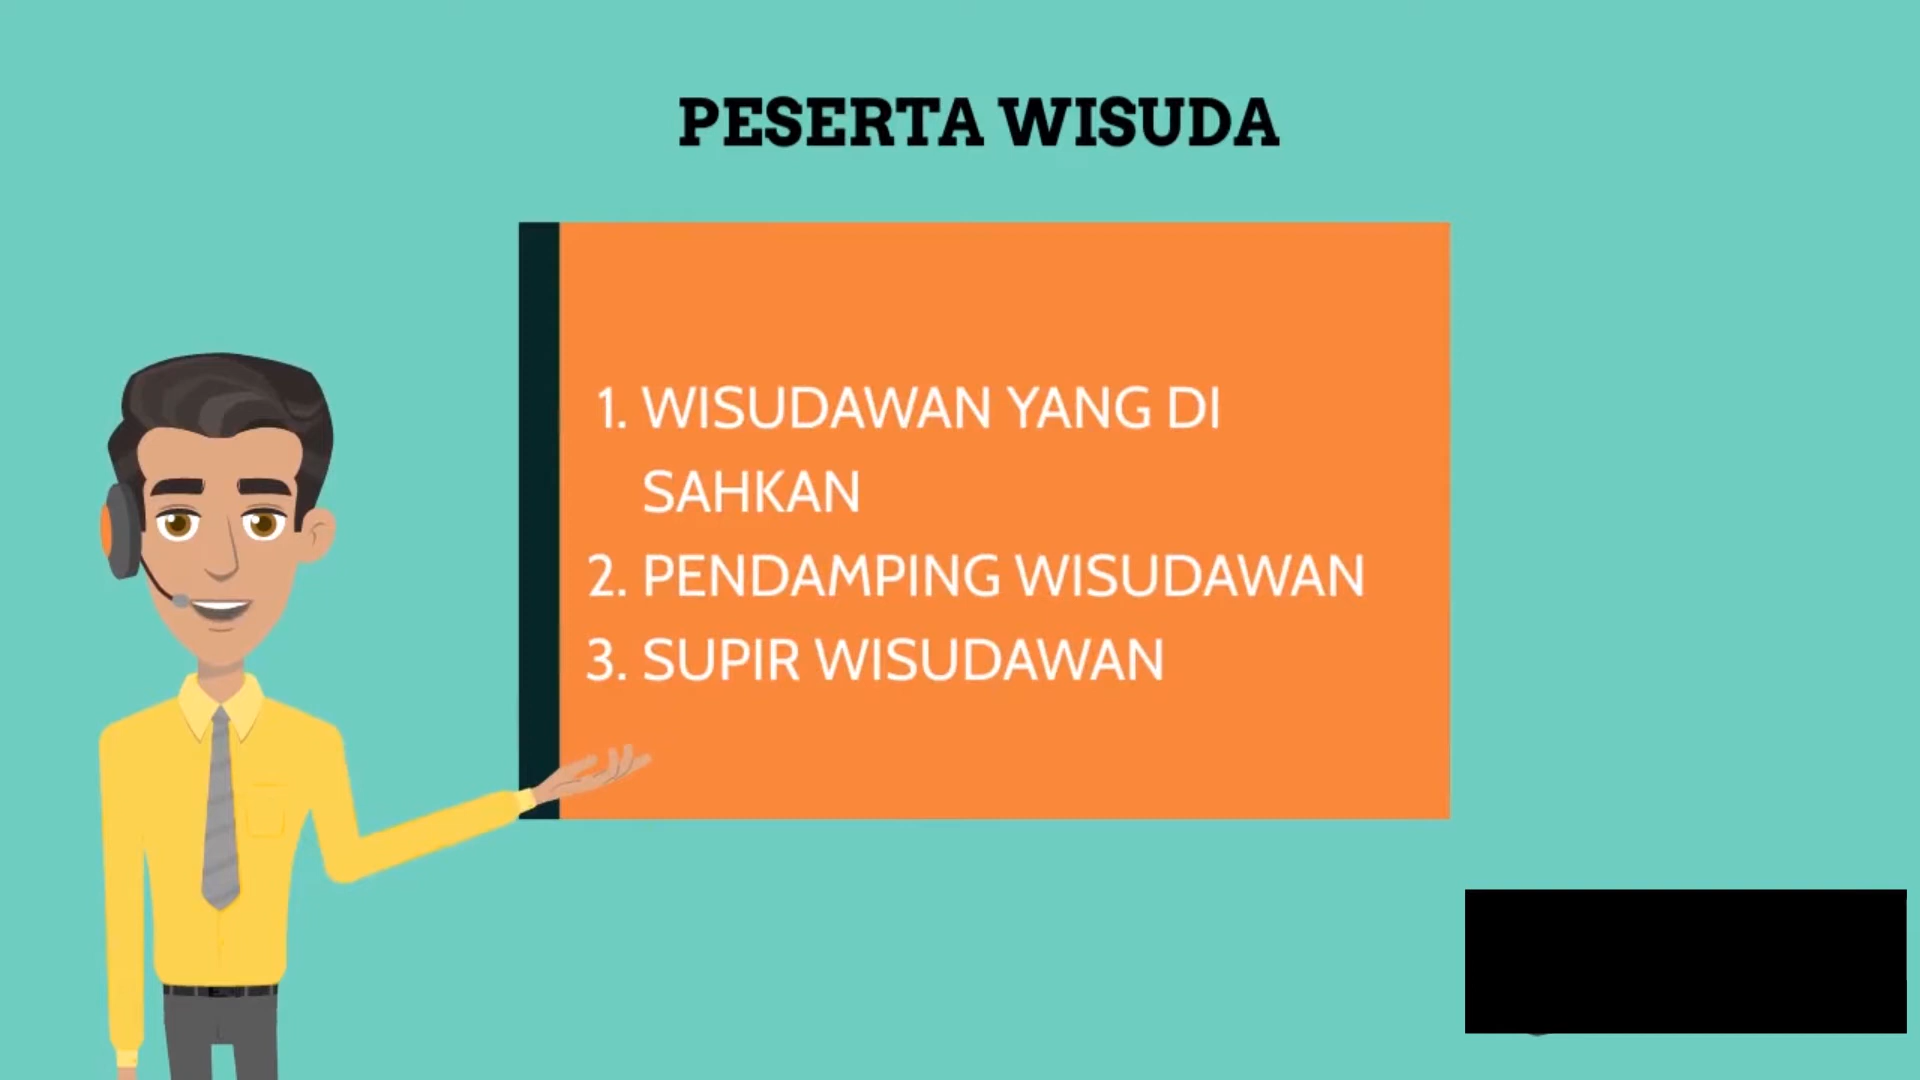 PESERTA WISUDA
1. WISUDAWAN YANG DI
SAHKAN
2. PENDAMPING WISUDAWAN
3. SUPIR WISUDAWAN